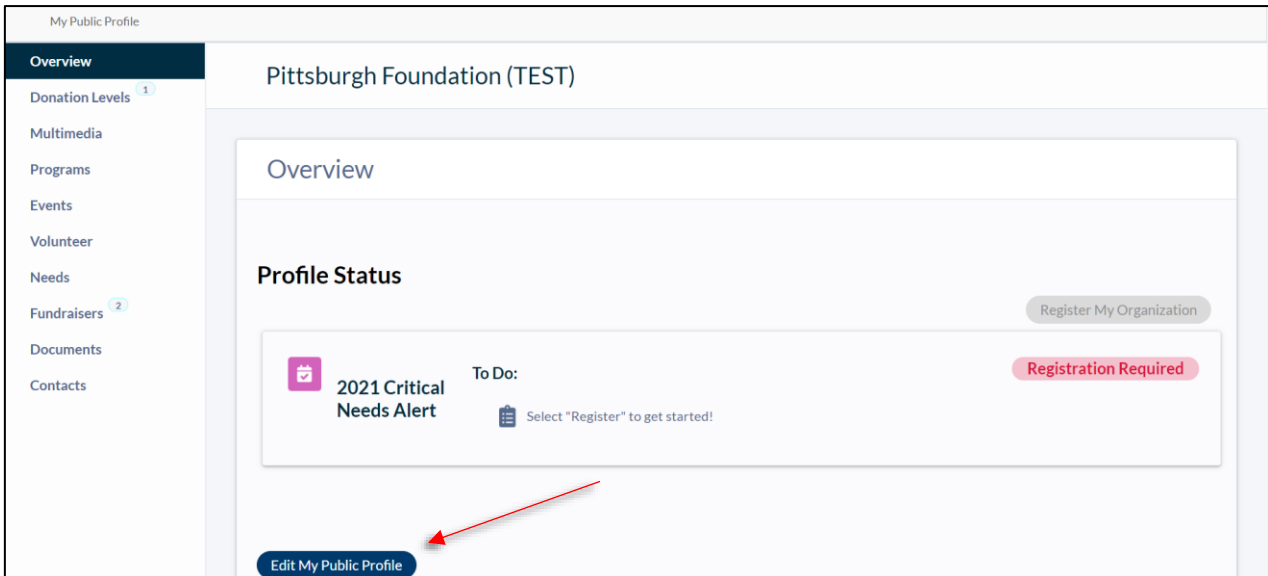 My Public Profile
Overview
Donation Levels 1
Multimedia
Programs
Events
Volunteer
Needs
Fundraisers 2
Documents
Contacts
Pittsburgh Foundation (TEST)
Overview
Profile Status
Register My Organization
2021 Critical
Needs Alert
To Do:
Select "Register" to get started!
Registration Required
Edit My Public Profile